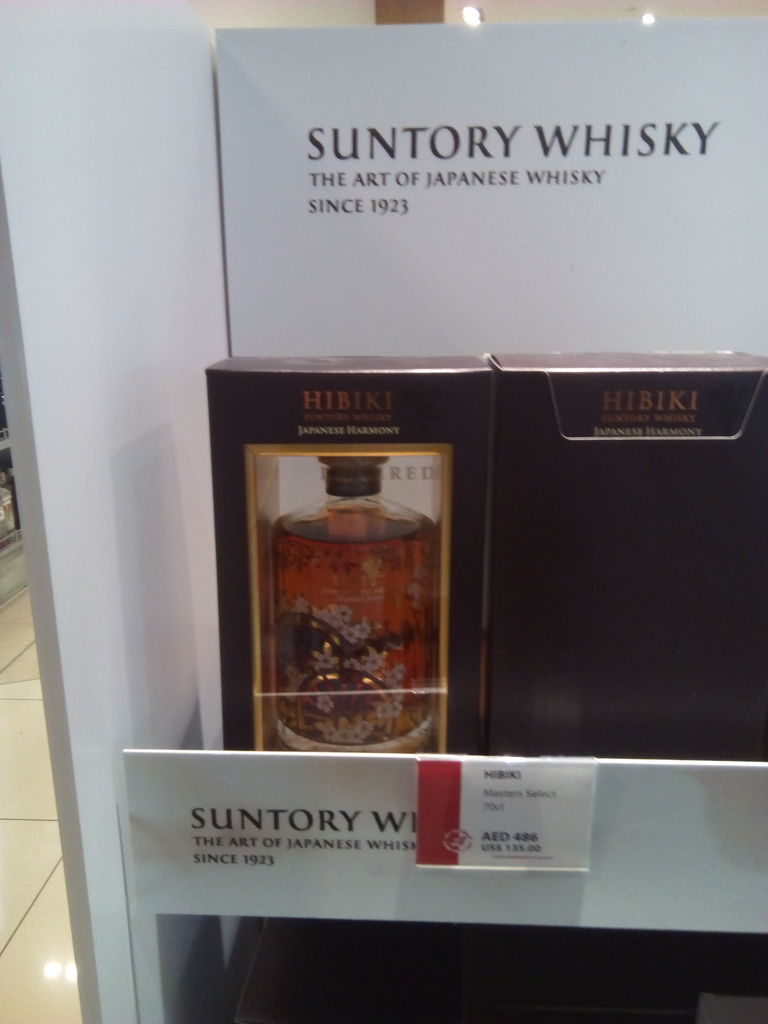 SUNTORY WHISKY
THE ART OF JAPANESE WHISKY
SINCE 1923
HIBIKI
SUNTORY WHISKY
JAPANESE HARMONY
HIBIKI
SUNTORY WHISKY
JAPANESE HARMONY
RED
SUNTORY WI
THE ART OF JAPANESE WHISK
SINCE 1923
HIBIKI
Masters Select
70cl
AED 486
US$ 135.00